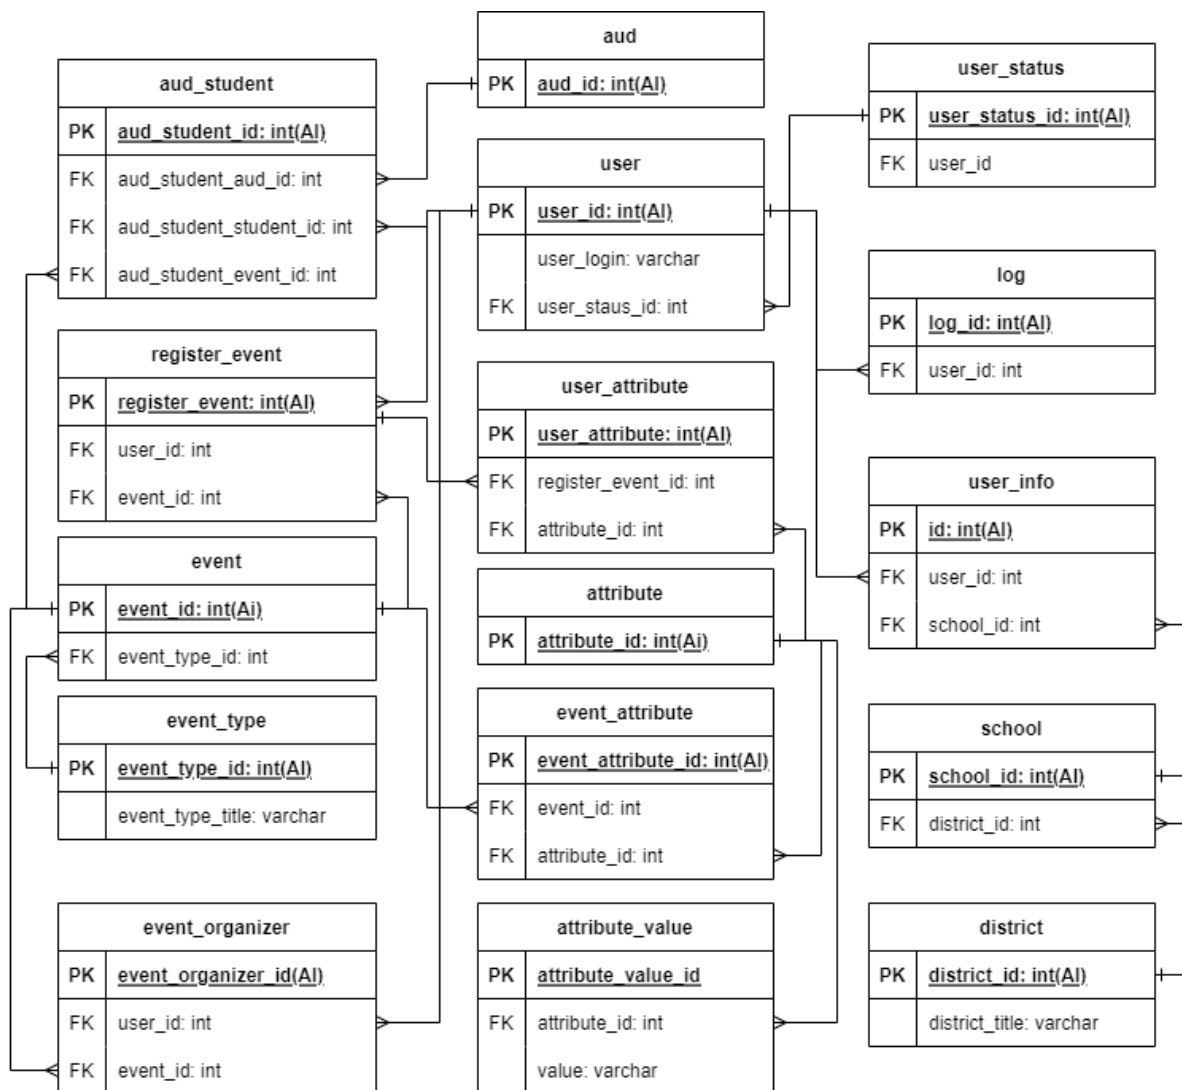 aud_student
PK aud_student_id: int(AI)
FK aud_student_aud_id: int
FK aud_student_student_id: int
FK aud_student_event_id: int
register_event
PK register_event: int(AI)
FK user_id: int
FK event_id: int
event
PK event_id: int(Ai)
FK event_type_id: int
event_type
PK event_type_id: int(AI)
event_type_title: varchar
event_organizer
PK event_organizer_id(AI)
FK user_id: int
FK event_id: int
aud
PK aud_id: int(AI)
user
PK user_id: int(AI)
user_login: varchar
FK user_staus_id: int
user_attribute
PK user_attribute: int(AI)
FK register_event_id: int
FK attribute_id: int
attribute
PK attribute_id: int(Ai)
event_attribute
PK event_attribute_id: int(AI)
FK event_id: int
FK attribute_id: int
attribute_value
PK attribute_value_id
FK attribute_id: int
value: varchar
user_status
PK user_status_id: int(AI)
FK user_id
log
PK log_id: int(AI)
FK user_id: int
user_info
PK id: int(AI)
FK user_id: int
FK school_id: int
school
PK school_id: int(AI)
FK district_id: int
district
PK district_id: int(AI)
district_title: varchar